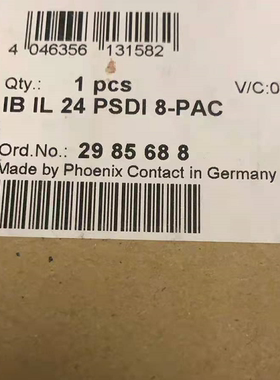 4 046356 131582
Qty.: 1 pcs V/C:0
IB IL 24 PSDI 8-PAC
Ord.No.: 29 85 68 8
Made by Phoenix Contact in Germany